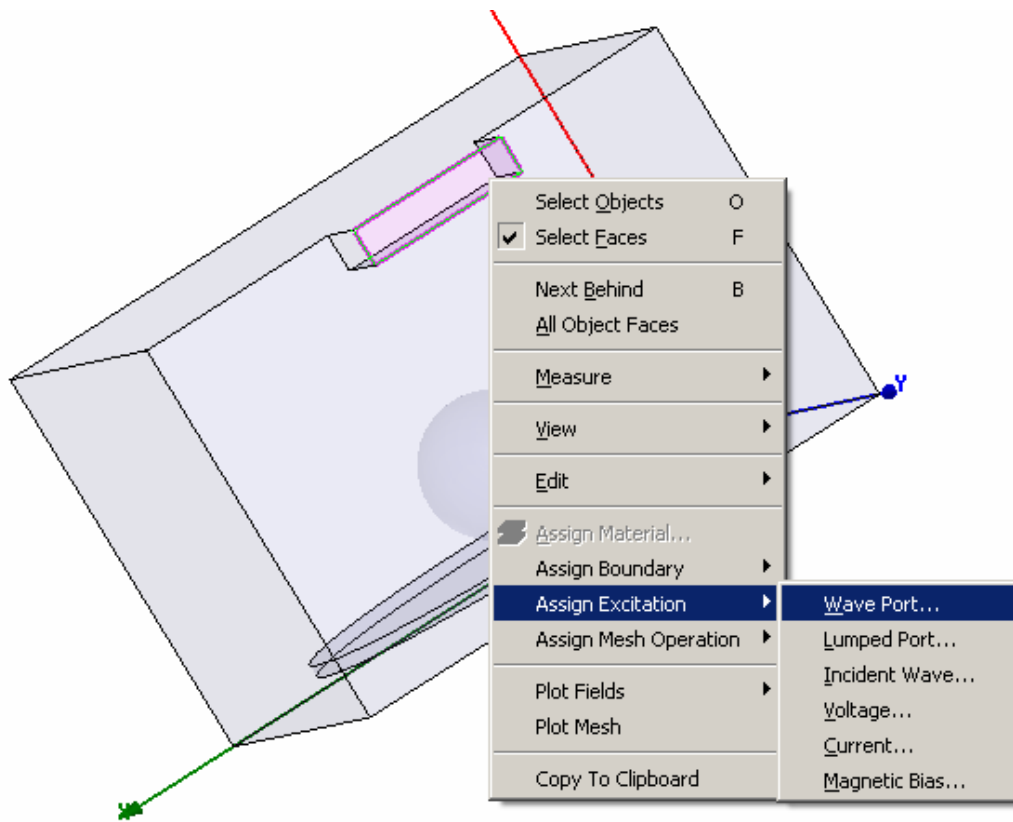 Select Objects O
Select Faces F
Next Behind B
All Object Faces
Measure
Y
View
Edit
Assign Material...
Assign Boundary
Assign Excitation
Wave Port...
Assign Mesh Operation
Lumped Port...
Incident Wave...
Plot Fields
Voltage...
Plot Mesh
Current...
Copy To Clipboard
Magnetic Bias...